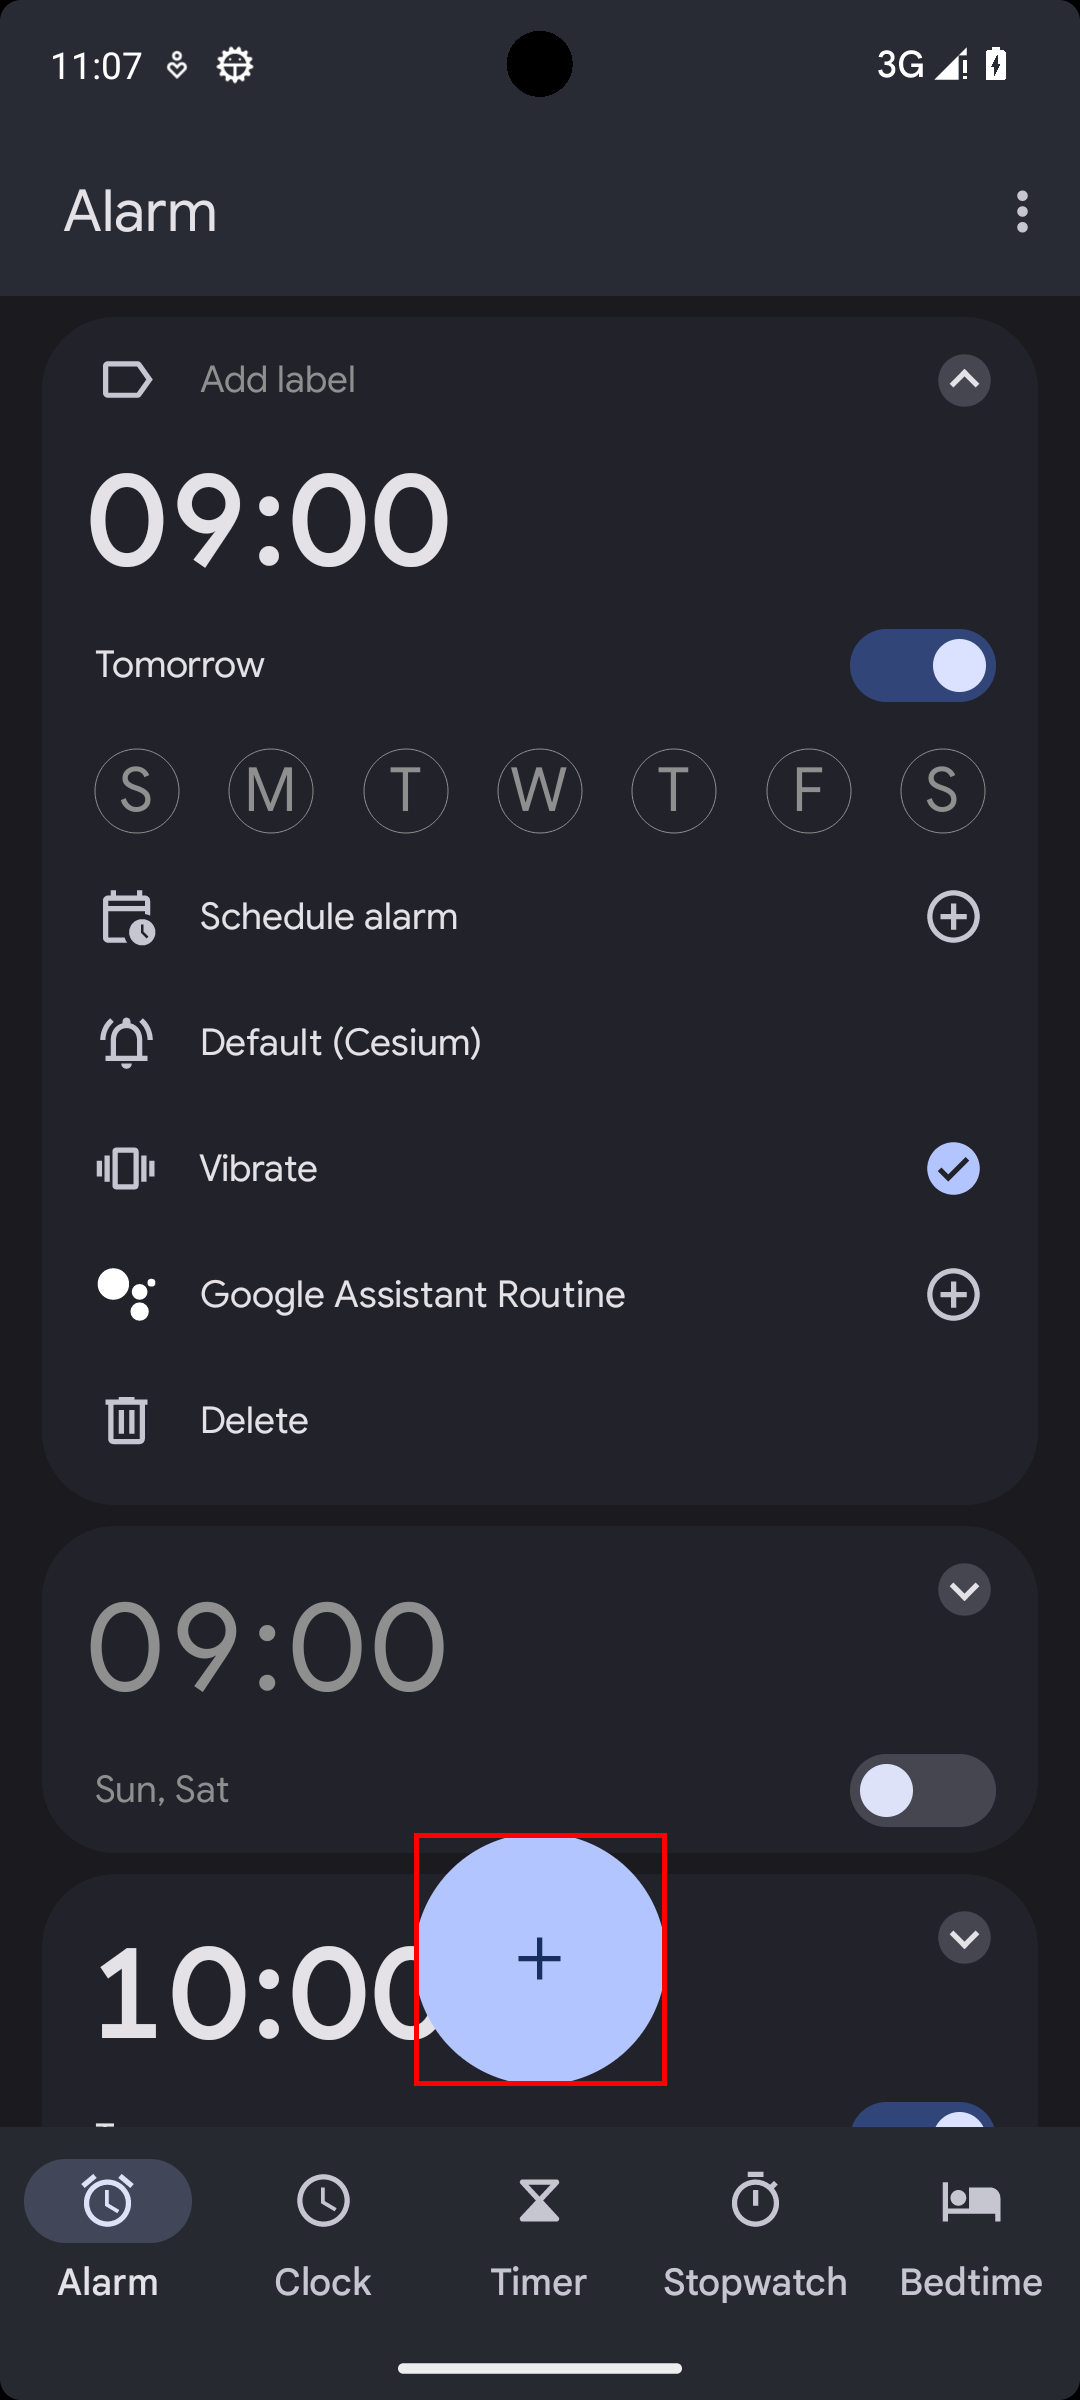 11:07
3G
Alarm
Add label
09:00
Tomorrow
S M T W T F S
Schedule alarm
Default (Cesium)
Vibrate
Google Assistant Routine
Delete
09:00
Sun, Sat
10:00
Alarm
Clock
Timer
Stopwatch
Bedtime